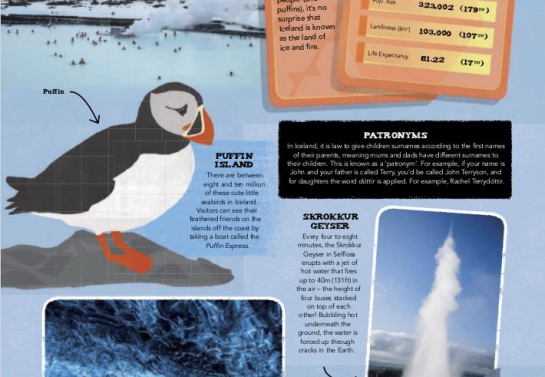 people (and
puffins), it's no
surprise that
Iceland is known
as the land of
ice and fire.
Pop. Size 323,002 (179TH)
Landmass (km²) 103,000 (107TH)
Life Expectancy 81.22 (17TH)
Puffin
PUFFIN
ISLAND
There are between
eight and ten million
of these cute little
seabirds in Iceland.
Visitors can see their
feathered friends on the
islands off the coast by
taking a boat called the
Puffin Express.
PATRONYMS
In Iceland, it is law to give children surnames according to the first names
of their parents, meaning mums and dads have different surnames to
their children. This is known as a 'patronym'. For example, if your name is
John and your father is called Terry, you'd be called John Terryson, and
for daughters the word dóttir is applied. For example, Rachel Terrydóttir.
SKROKKUR
GEYSER
Every four to eight
minutes, the Skrokkur
Geyser in Selfloss
erupts with a jet of
hot water that fires
up to 40m (131ft) in
the air – the height of
four buses stacked
on top of each
other! Bubbling hot
underneath the
ground, the water is
forced up through
cracks in the Earth.